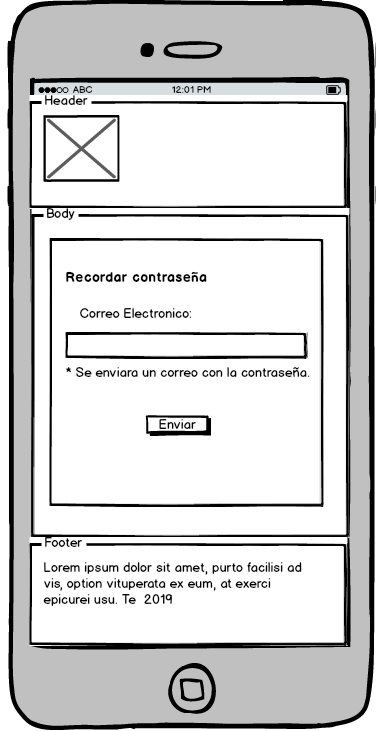 ABC 12:01 PM
Header
Body
Recordar contraseña
Correo Electronico:
* Se enviara un correo con la contraseña.
Enviar
Footer
Lorem ipsum dolor sit amet, purto facilisi ad
vis, option vituperata ex eum, at exerci
epicurei usu. Te 2019